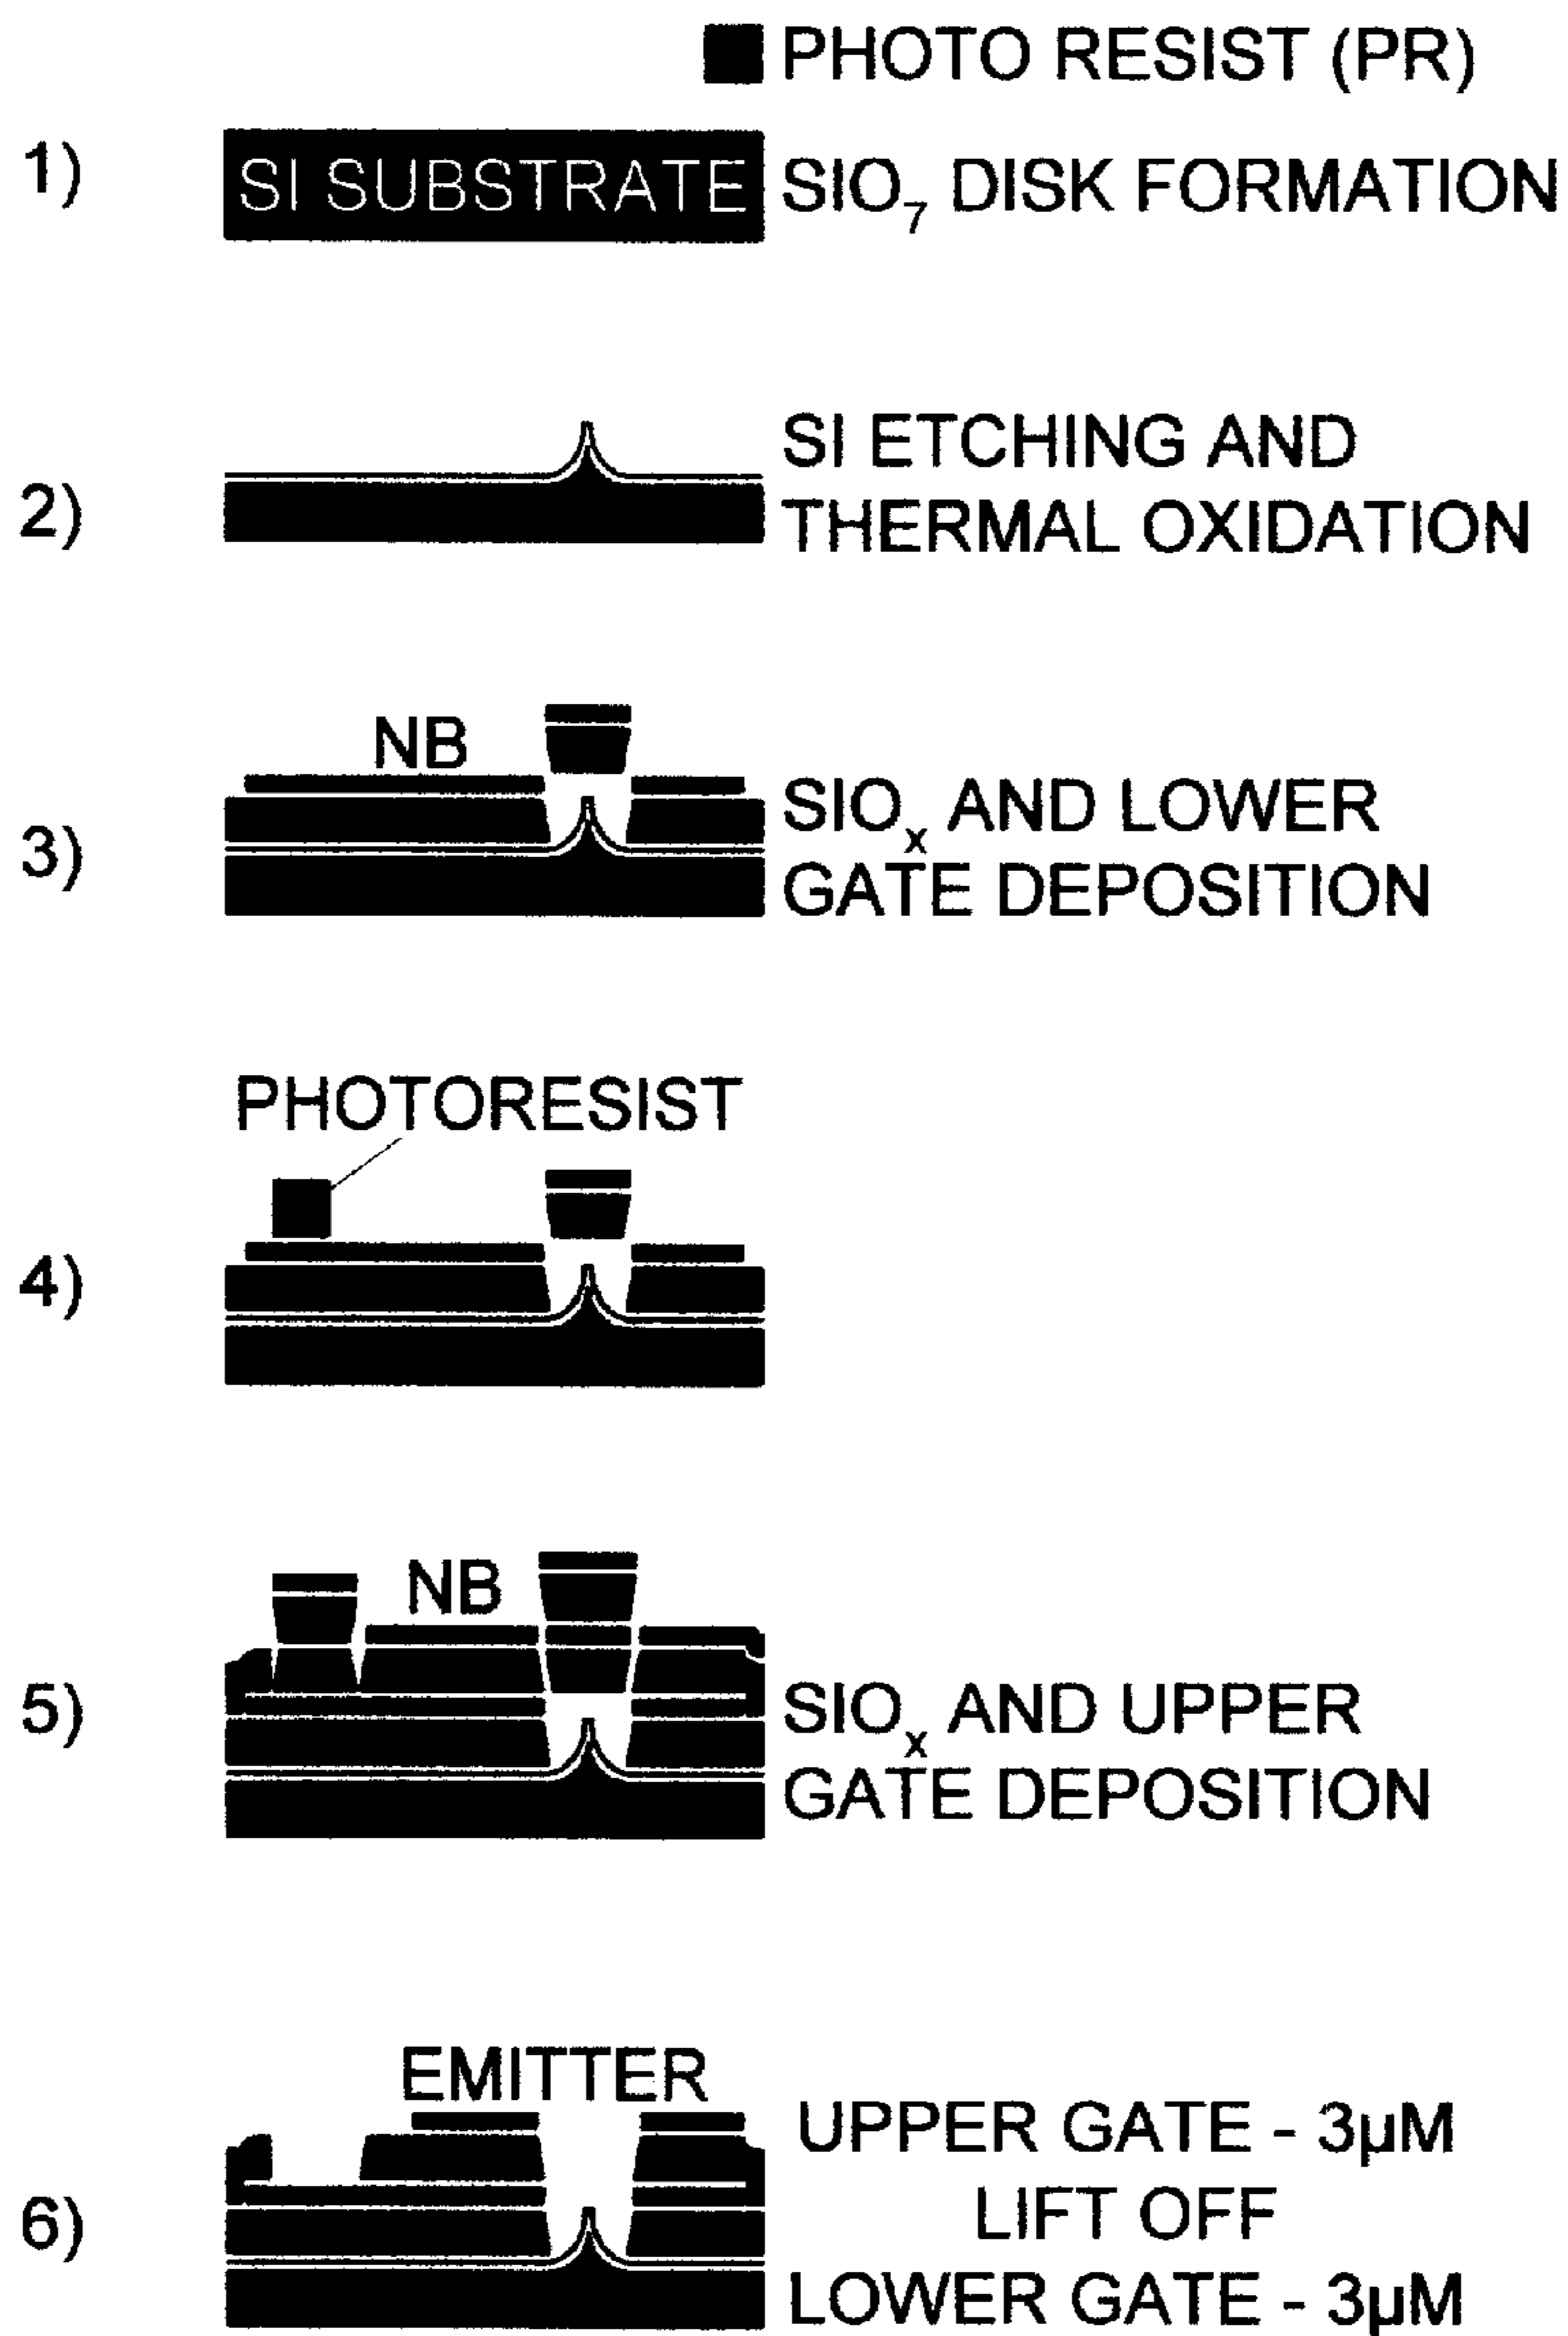 PHOTO RESIST (PR)
1)
SI SUBSTRATE
SIO₇ DISK FORMATION
2)
SI ETCHING AND
THERMAL OXIDATION
3)
NB
SIOₓ AND LOWER
GATE DEPOSITION
4)
PHOTORESIST
5)
NB
SIOₓ AND UPPER
GATE DEPOSITION
6)
EMITTER
UPPER GATE - 3µM
LIFT OFF
LOWER GATE - 3µM